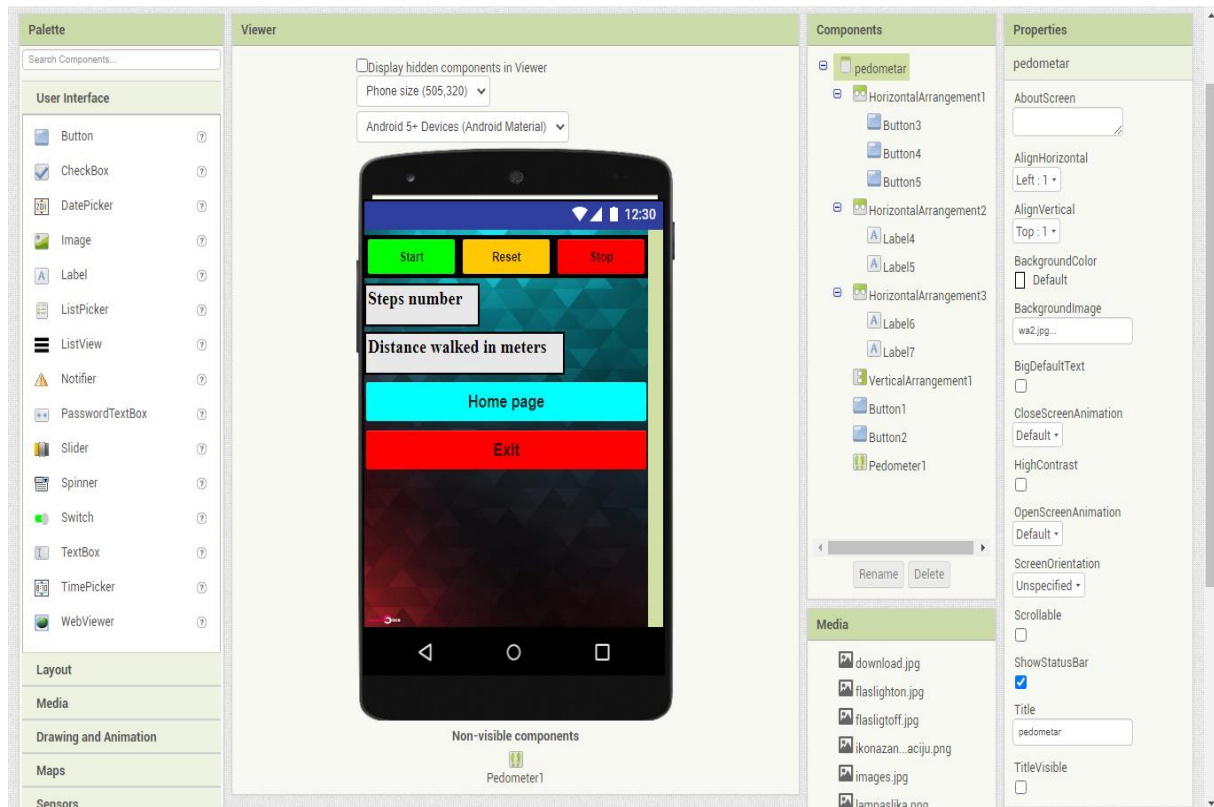 Palette
Search Components...
User Interface
Button
CheckBox
DatePicker
Image
Label
ListPicker
ListView
Notifier
PasswordTextBox
Slider
Spinner
Switch
TextBox
TimePicker
WebViewer
Layout
Media
Drawing and Animation
Maps
Sensors
Viewer
Display hidden components in Viewer
Phone size (505,320)
Android 5+ Devices (Android Material)
12:30
Start Reset Stop
Steps number
Distance walked in meters
Home page
Exit
Non-visible components
Pedometer1
Components
pedometar
HorizontalArrangement1
Button3
Button4
Button5
HorizontalArrangement2
Label4
Label5
HorizontalArrangement3
Label6
Label7
VerticalArrangement1
Button1
Button2
Pedometer1
Rename Delete
Media
download.jpg
flaslighton.jpg
flasligtoff.jpg
ikonazan...aciju.png
images.jpg
lampaslika.png
Properties
pedometar
AboutScreen
AlignHorizontal
Left : 1
AlignVertical
Top : 1
BackgroundColor
Default
BackgroundImage
wa2.jpg...
BigDefaultText
CloseScreenAnimation
Default
HighContrast
OpenScreenAnimation
Default
ScreenOrientation
Unspecified
Scrollable
ShowStatusBar
Title
pedometar
TitleVisible